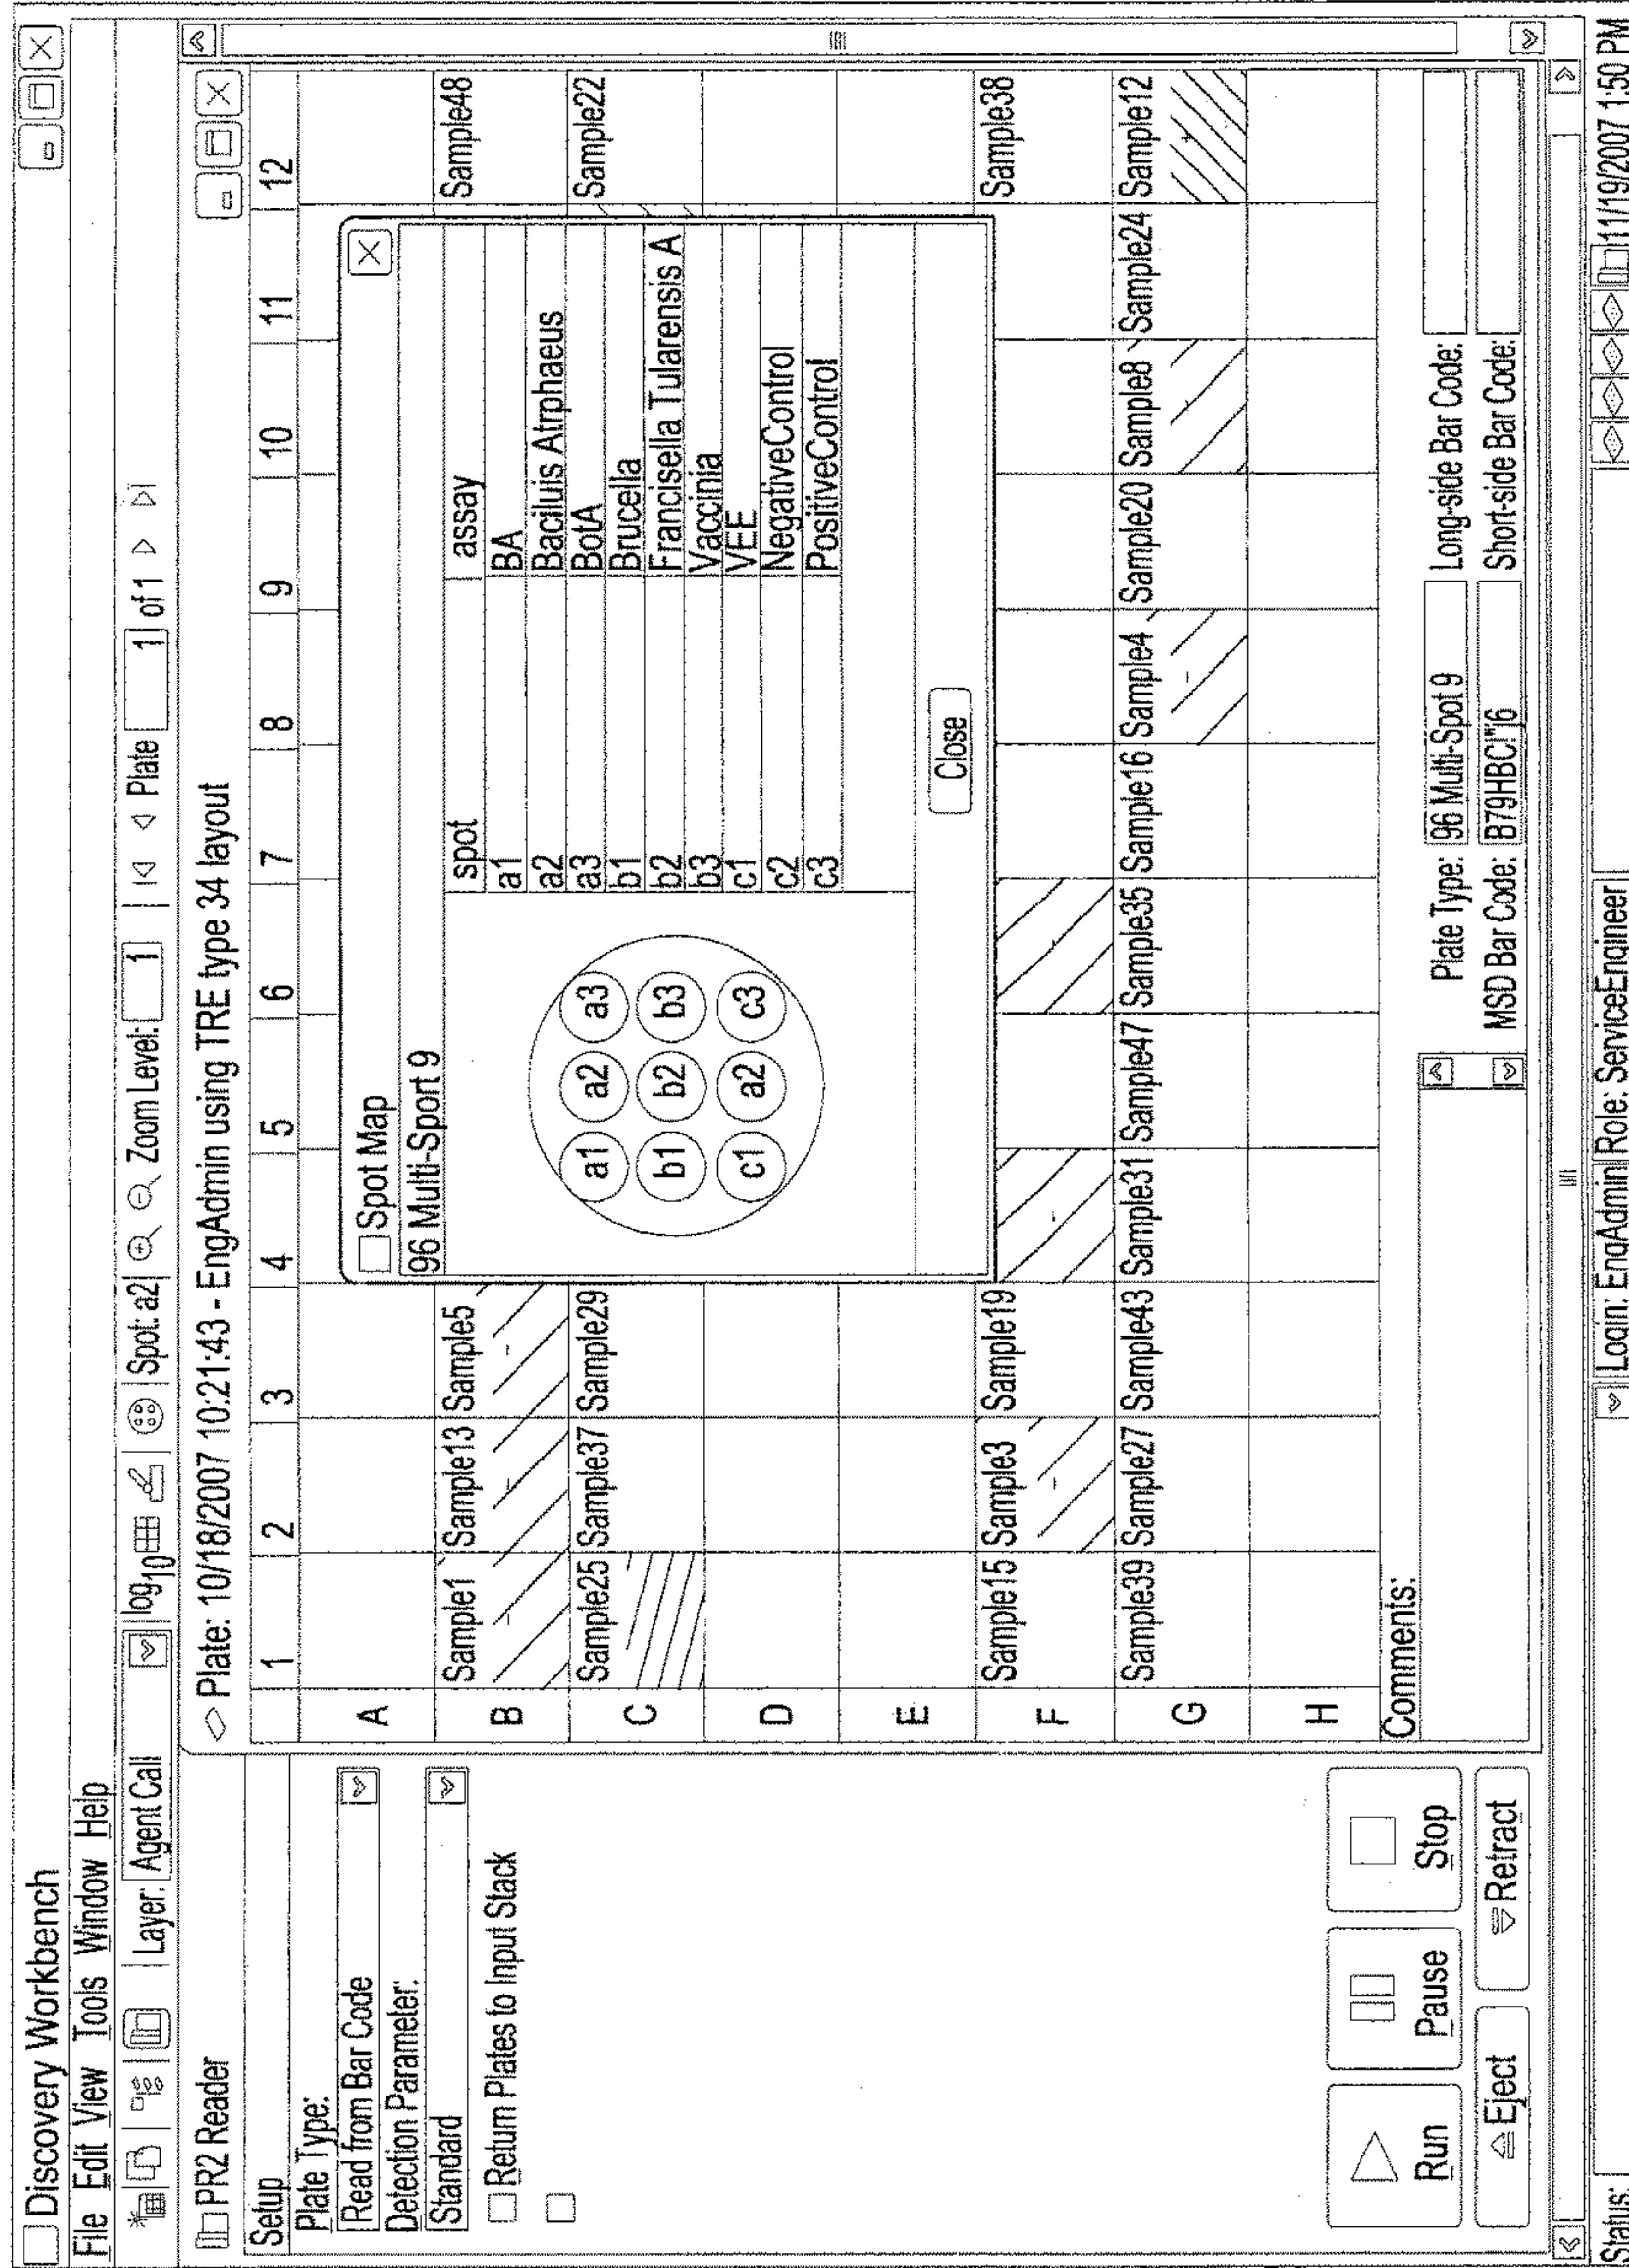 Discovery Workbench
File Edit View Tools Window Help
Layer: Agent Call log10 Spot: a2 Zoom Level: 1 Plate 1 of 1
PR2 Reader
Setup
Plate Type:
Read from Bar Code
Detection Parameter:
Standard
Return Plates to Input Stack
Run Pause Stop
Eject Retract
Plate: 10/18/2007 10:21:43 - EngAdmin using TRE type 34 layout
1 2 3 4 5 6 7 8 9 10 11 12
A
B Sample1 Sample13 Sample5 Sample48
C Sample25 Sample37 Sample29 Sample22
D
E
F Sample15 Sample3 Sample19 Sample38
G Sample39 Sample27 Sample43 Sample31 Sample47 Sample35 Sample16 Sample4 Sample20 Sample8 Sample24 Sample12
H
Spot Map
96 Multi-Sport 9
a1 a2 a3
b1 b2 b3
c1 a2 c3
spot assay
a1 BA
a2 Baciluis Atrphaeus
a3 BotA
b1 Brucella
b2 Francisella Tularensis A
b3 Vaccinia
c1 VEE
c2 NegativeControl
c3 PositiveControl
Close
Comments:
Plate Type: 96 Multi-Spot 9 Long-side Bar Code:
MSD Bar Code: B79HBC!"j6 Short-side Bar Code:
Status: Login: EngAdmin Role: ServiceEngineer 11/19/2007 1:50 PM